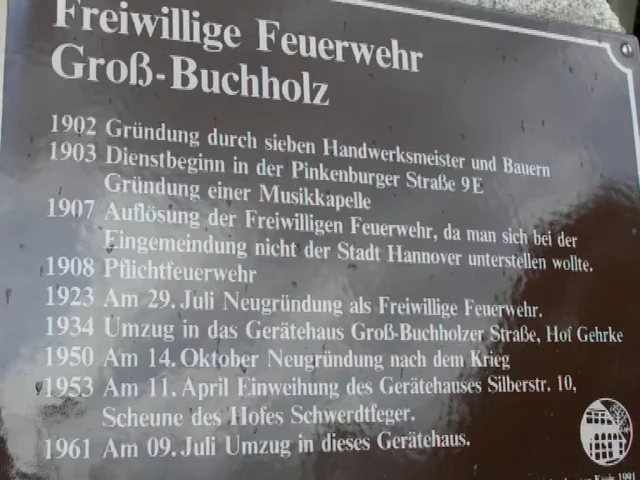 Freiwillige Feuerwehr
Groß-Buchholz
1902 Gründung durch sieben Handwerksmeister und Bauern
1903 Dienstbeginn in der Pinkenburger Straße 9E
Gründung einer Musikkapelle
1907 Auflösung der Freiwilligen Feuerwehr, da man sich bei der
Eingemeindung nicht der Stadt Hannover unterstellen wollte.
1908 Pflichtfeuerwehr
1923 Am 29. Juli Neugründung als Freiwillige Feuerwehr.
1934 Umzug in das Gerätehaus Groß-Buchholzer Straße, Hof Gehrke
1950 Am 14. Oktober Neugründung nach dem Krieg
1953 Am 11. April Einweihung des Gerätehauses Silberstr. 10,
Scheune des Hofes Schwerdtfeger.
1961 Am 09. Juli Umzug in dieses Gerätehaus.
1991